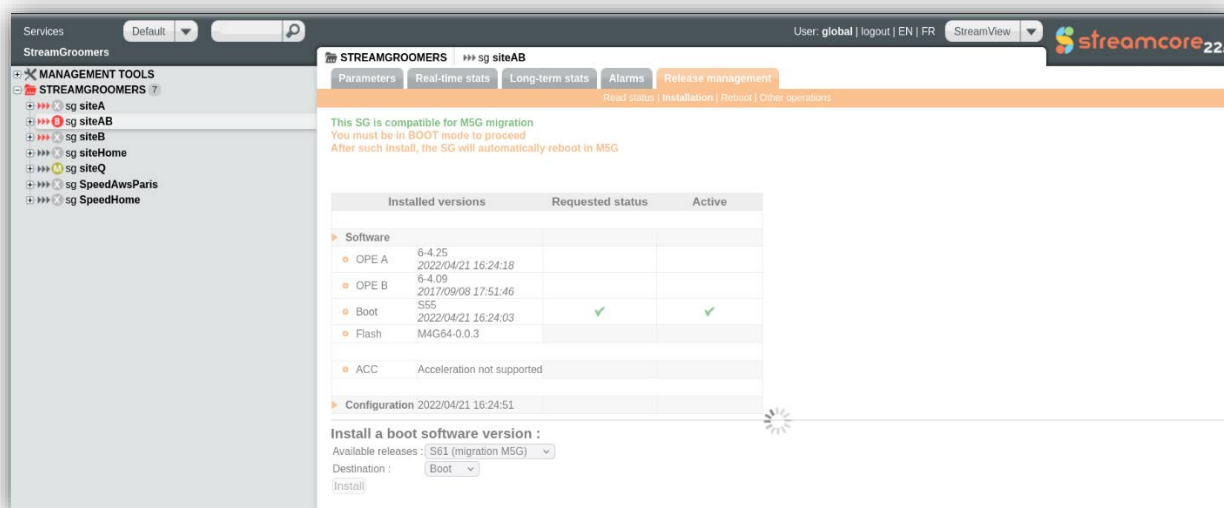 Services Default User: global | logout | EN | FR StreamView streamcore22.
StreamGroomers
STREAMGROOMERS sg siteAB
MANAGEMENT TOOLS
STREAMGROOMERS 7
X sg siteA
B sg siteAB
X sg siteB
X sg siteHome
M sg siteQ
X sg SpeedAwsParis
X sg SpeedHome
Parameters Real-time stats Long-term stats Alarms Release management
Read status | Installation | Reboot | Other operations
This SG is compatible for M5G migration
You must be in BOOT mode to proceed
After such install, the SG will automatically reboot in M5G
Installed versions Requested status Active
Software
OPE A 6-4.25
2022/04/21 16:24:18
OPE B 6-4.09
2017/09/08 17:51:46
Boot S55
2022/04/21 16:24:03
Flash M4G64-0.0.3
ACC Acceleration not supported
Configuration 2022/04/21 16:24:51
Install a boot software version :
Available releases : S61 (migration M5G)
Destination : Boot
Install